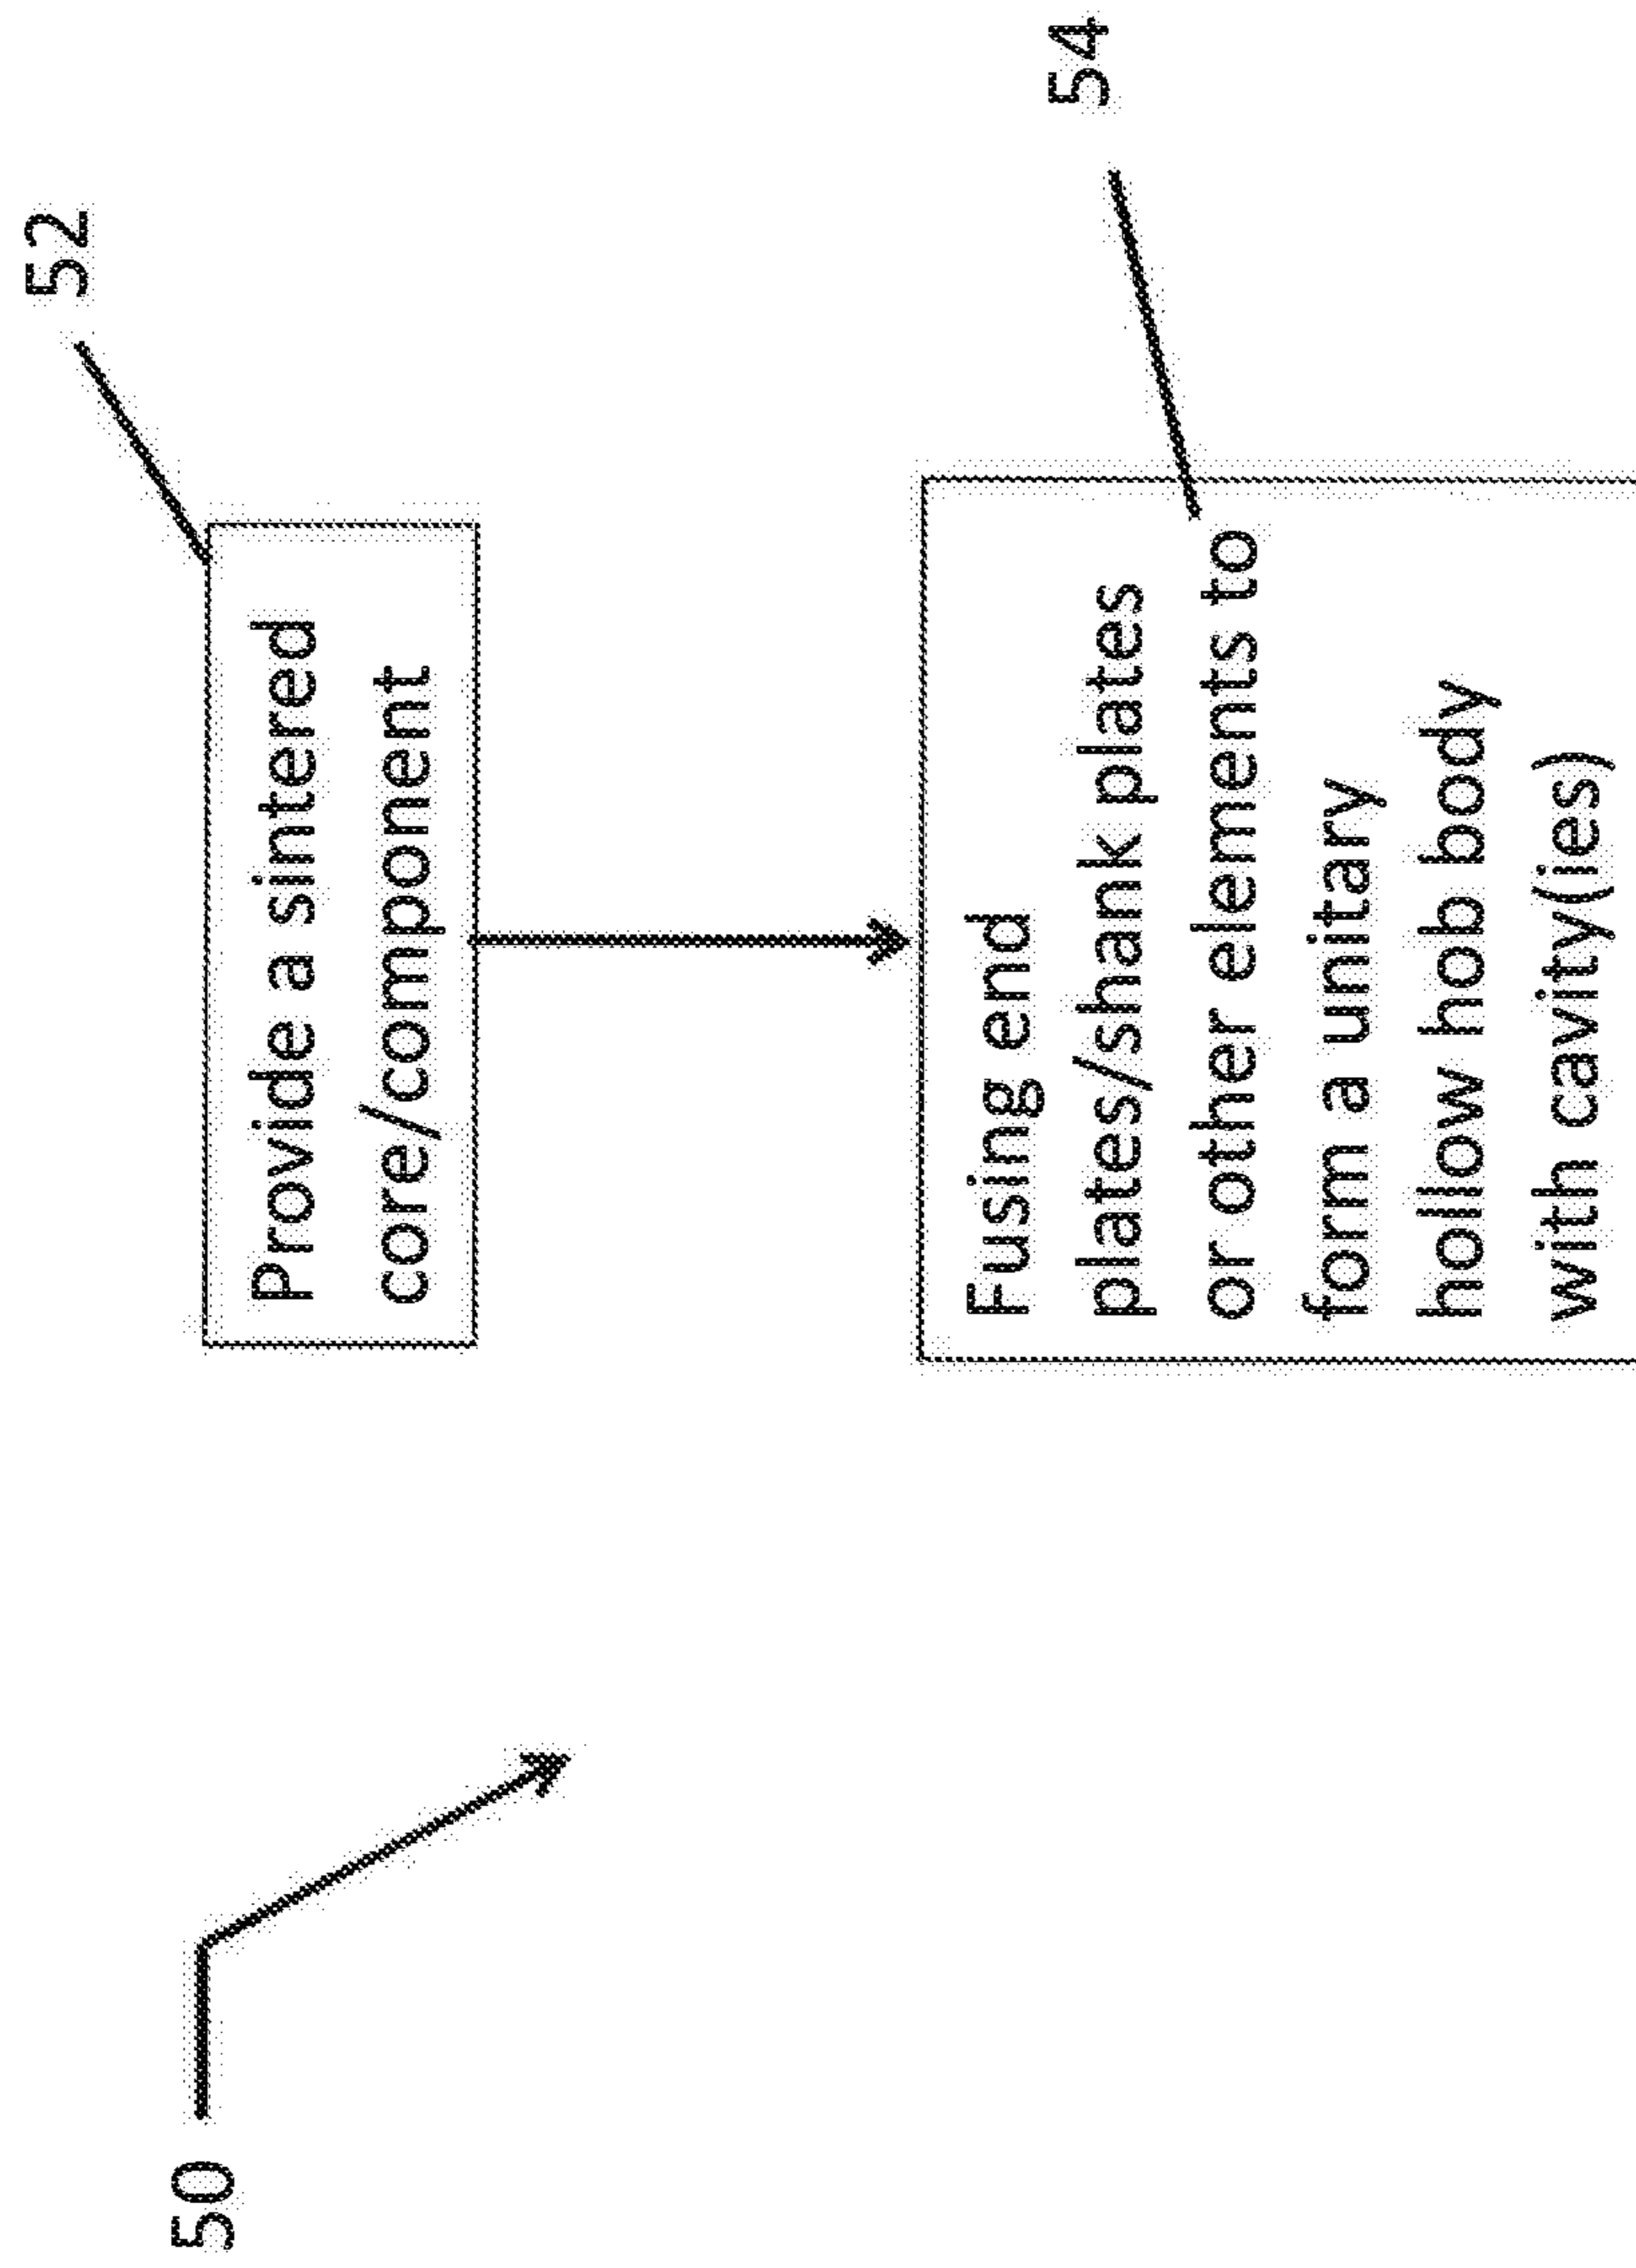 50
52
Provide a sintered
core/component
54
Fusing end
plates/shank plates
or other elements to
form a unitary
hollow hob body
with cavity(ies)